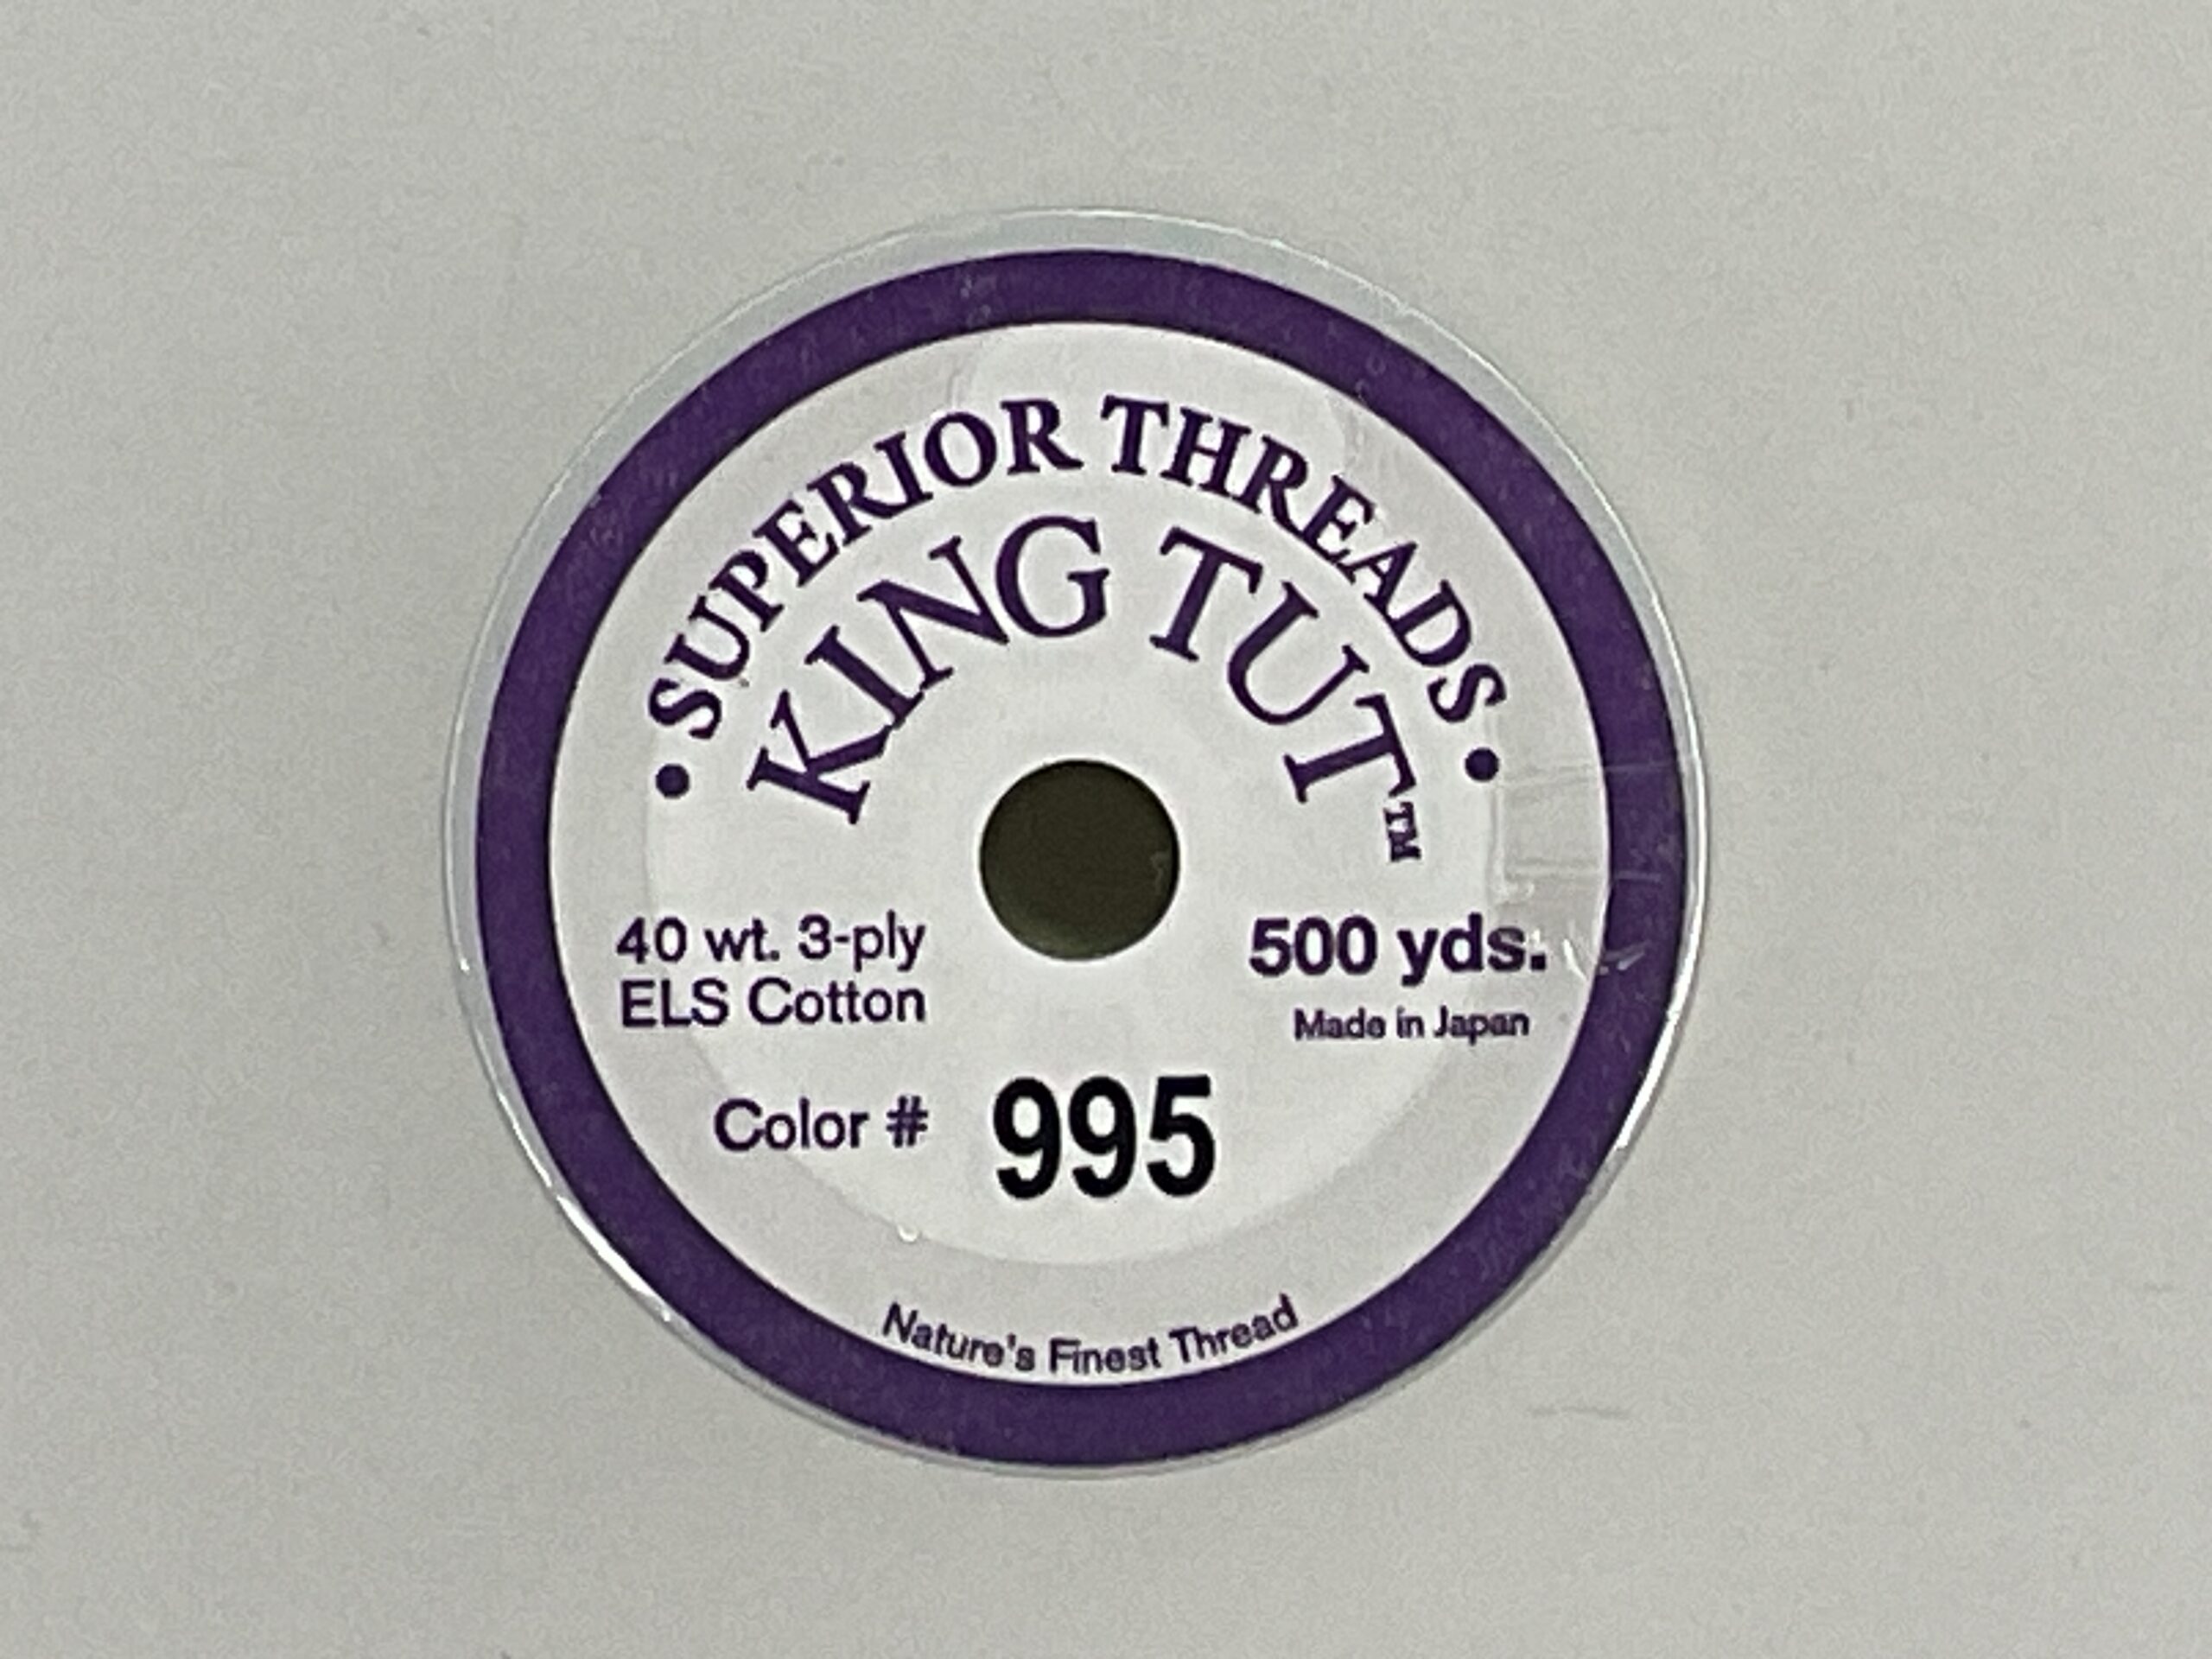 • SUPERIOR THREADS •
KING TUT™
40 wt. 3-ply
ELS Cotton
500 yds.
Made in Japan
Color # 995
Nature's Finest Thread